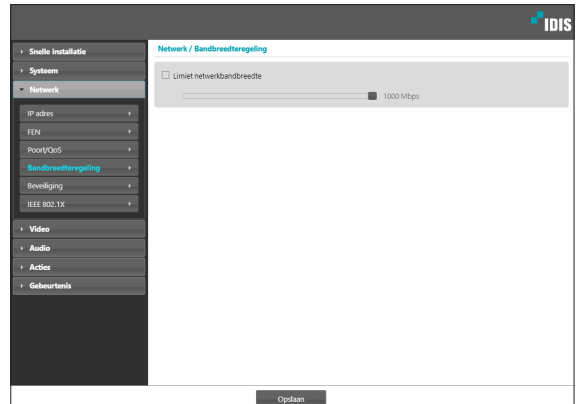 IDIS
Snelle installatie
Systeem
Netwerk
IP adres
FEN
Poort/QoS
Bandbreedteregeling
Beveiliging
IEEE 802.1X
Video
Audio
Acties
Gebeurtenis
Netwerk / Bandbreedteregeling
Limiet netwerkbandbreedte
1000 Mbps
Opslaan